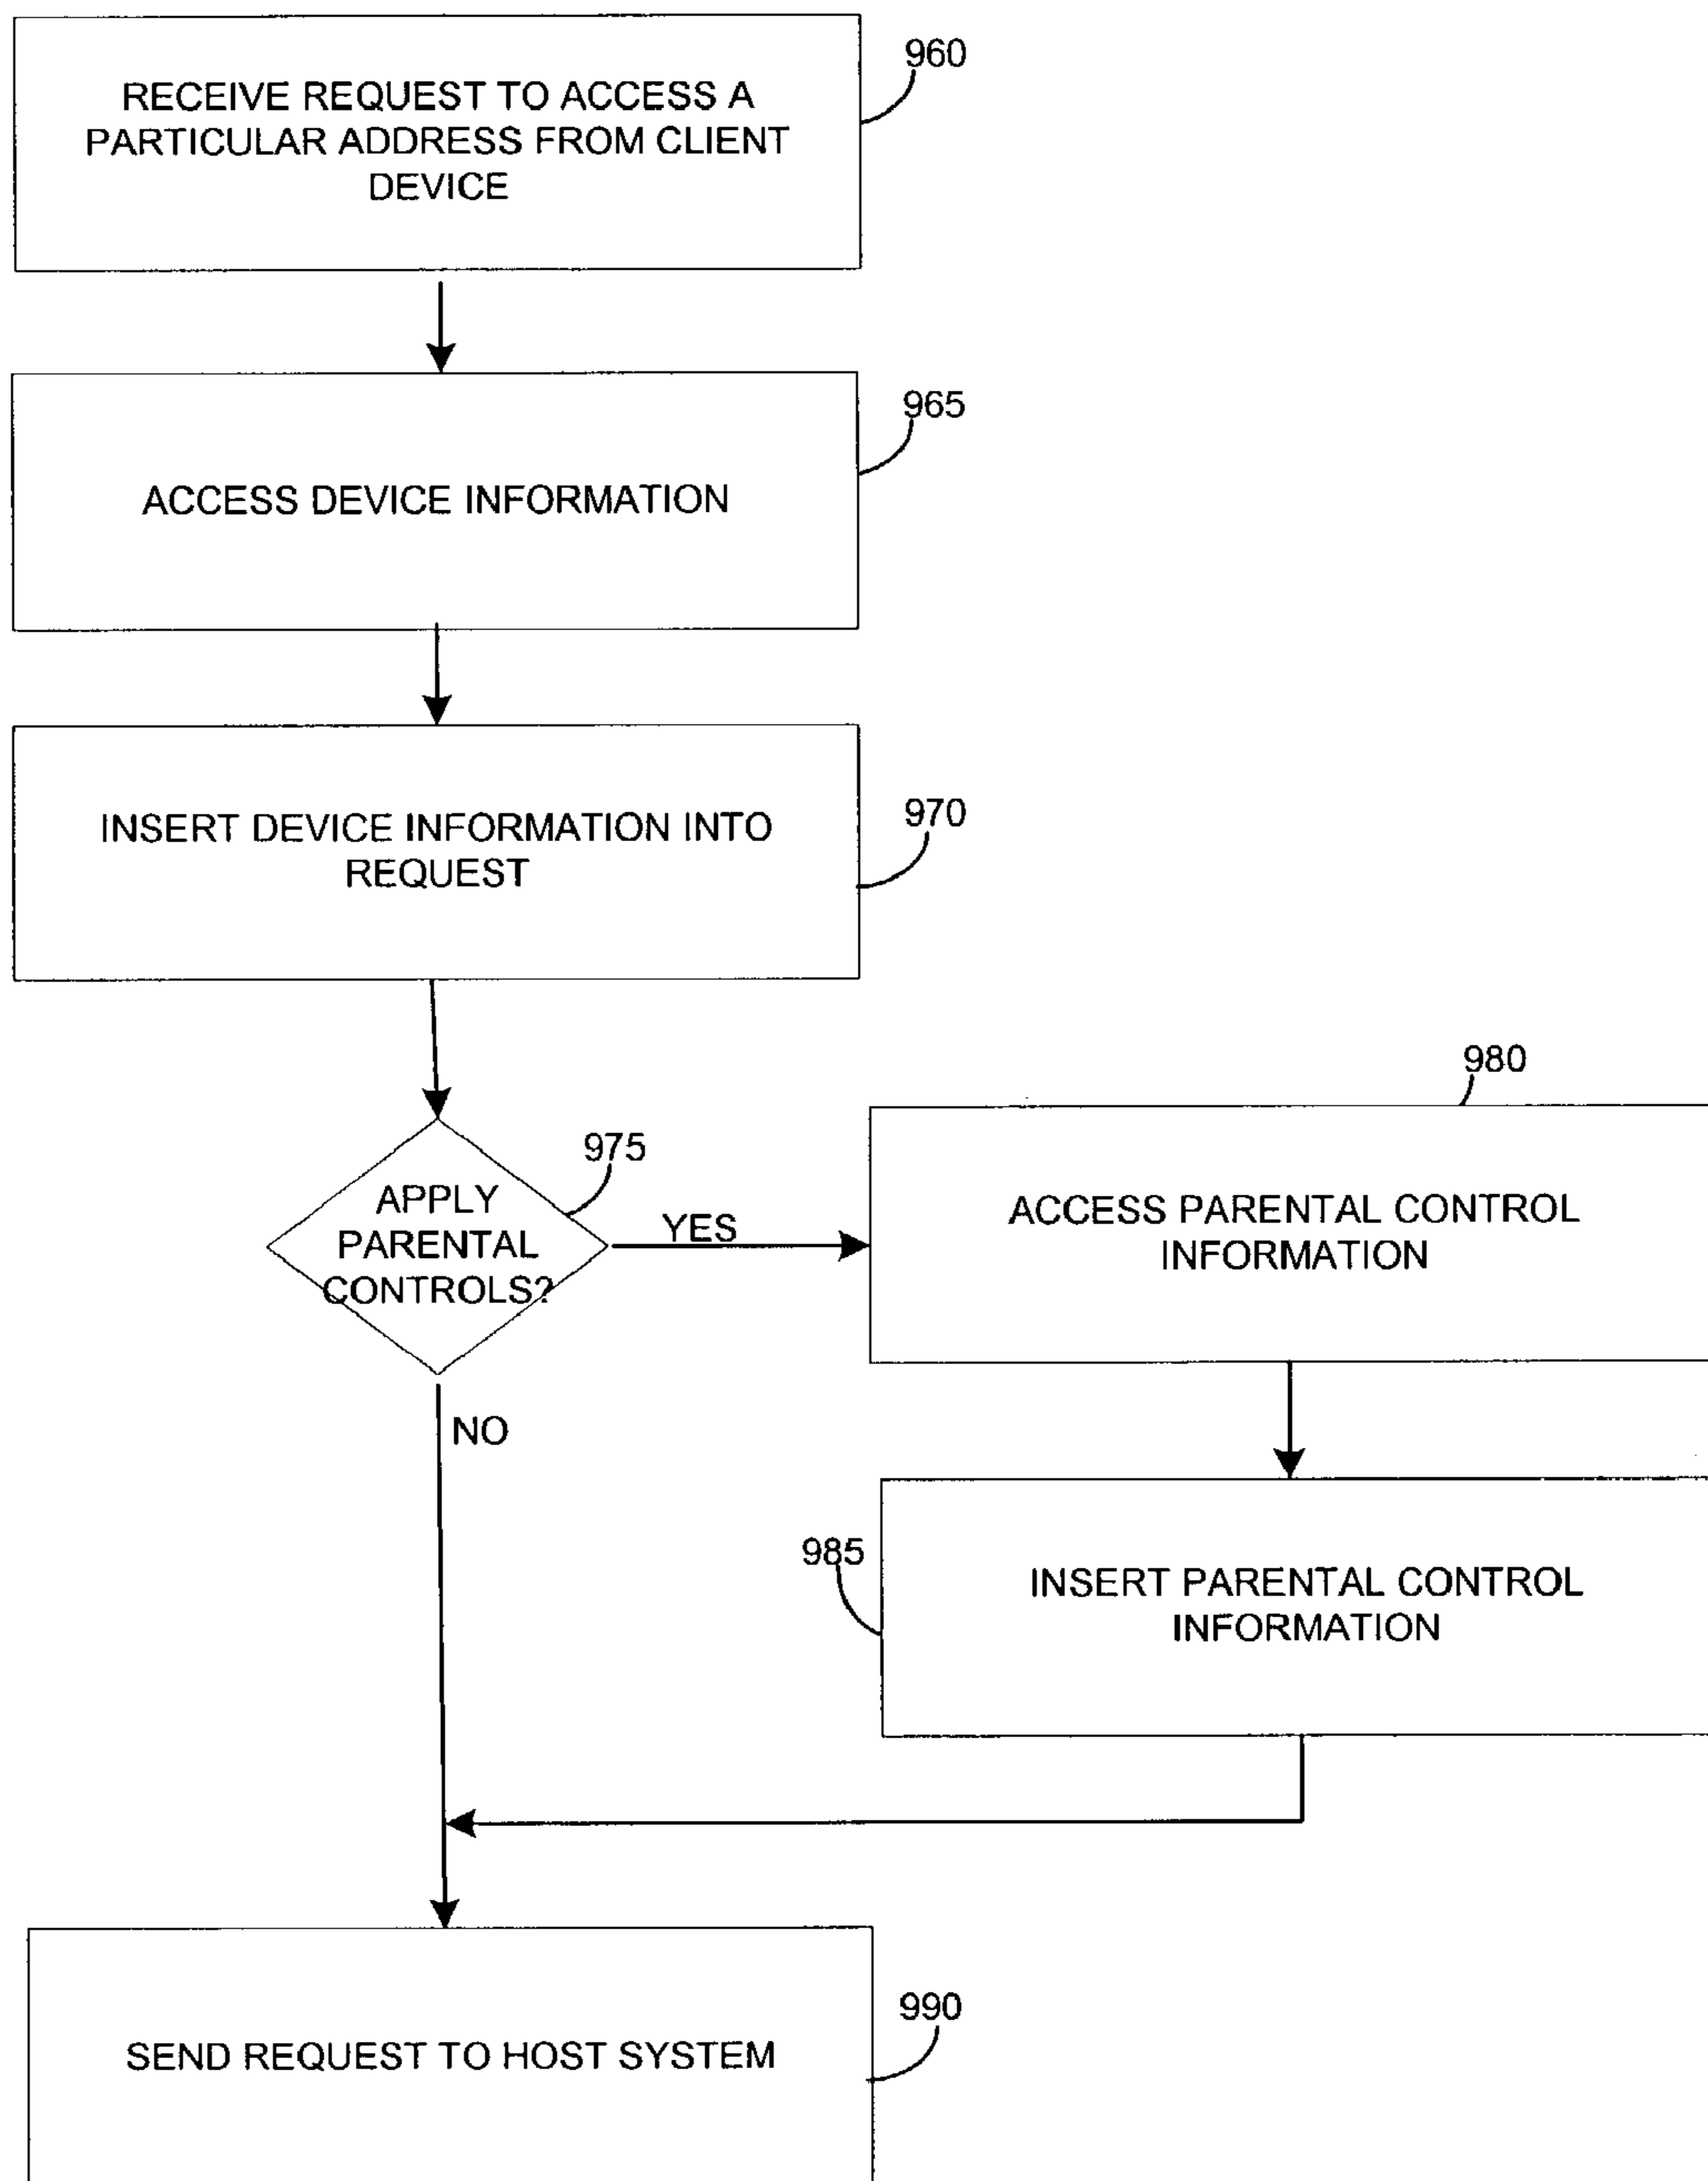 960
RECEIVE REQUEST TO ACCESS A
PARTICULAR ADDRESS FROM CLIENT
DEVICE
965
ACCESS DEVICE INFORMATION
970
INSERT DEVICE INFORMATION INTO
REQUEST
975
APPLY
PARENTAL
CONTROLS?
YES
NO
980
ACCESS PARENTAL CONTROL
INFORMATION
985
INSERT PARENTAL CONTROL
INFORMATION
990
SEND REQUEST TO HOST SYSTEM